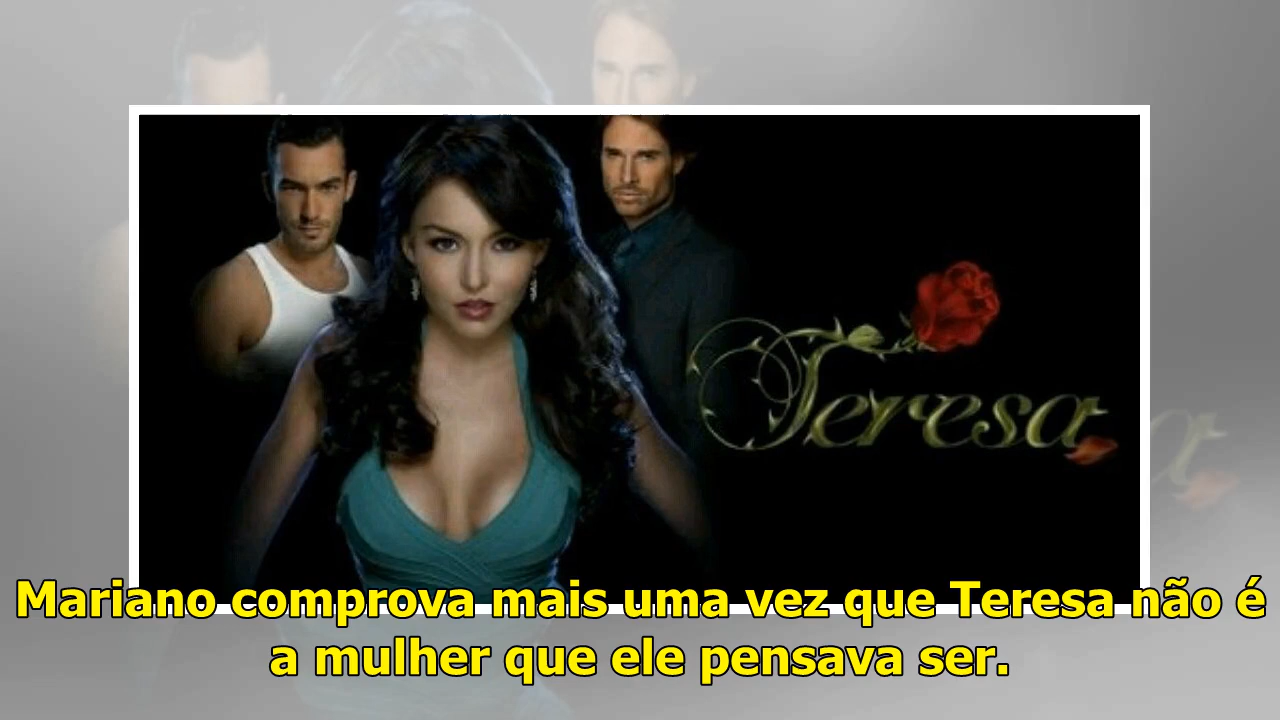 Teresa
Mariano comprova mais uma vez que Teresa não é
a mulher que ele pensava ser.